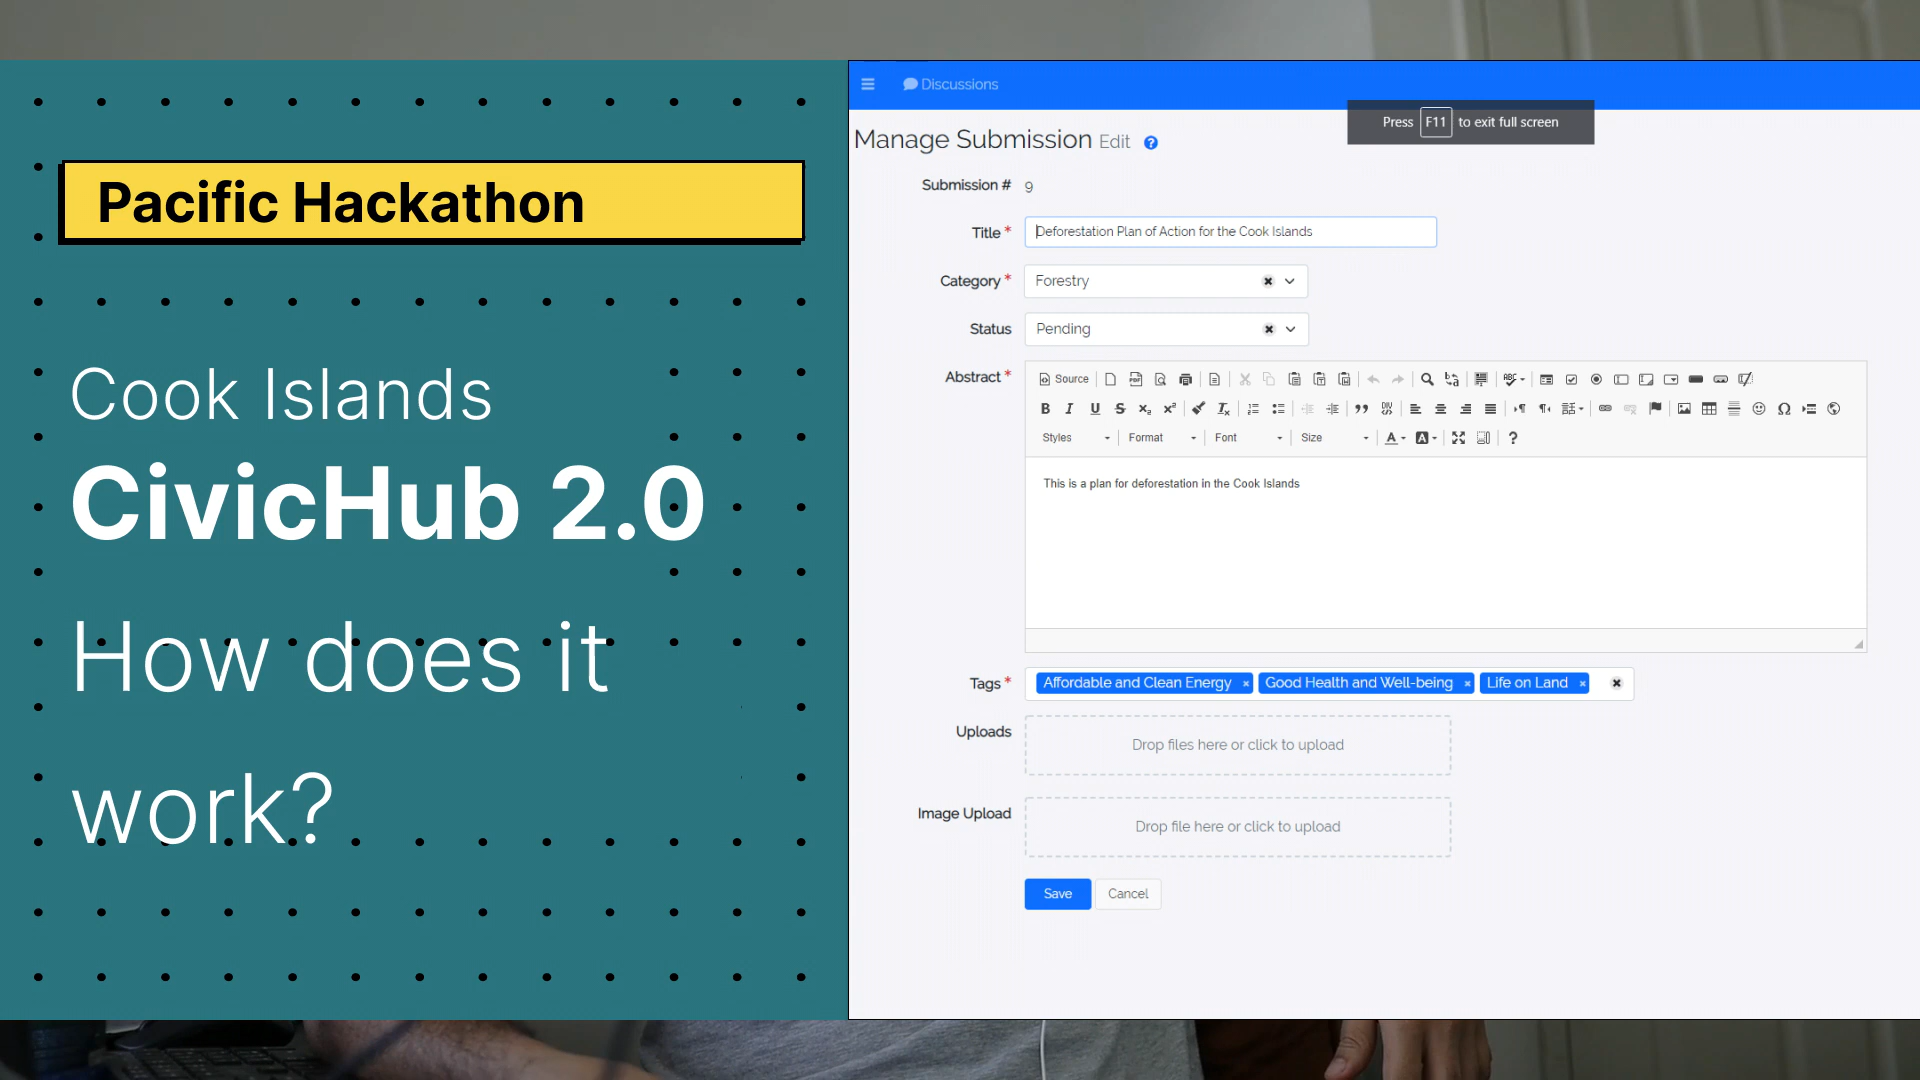 Pacific Hackathon
Cook Islands
CivicHub 2.0
How does it
work?
Discussions
Press F11 to exit full screen
Manage Submission Edit ?
Submission # 9
Title * Deforestation Plan of Action for the Cook Islands
Category * Forestry
Status Pending
Abstract *
Source
Styles Format Font Size
This is a plan for deforestation in the Cook Islands
Tags * Affordable and Clean Energy × Good Health and Well-being × Life on Land ×
Uploads Drop files here or click to upload
Image Upload Drop file here or click to upload
Save Cancel